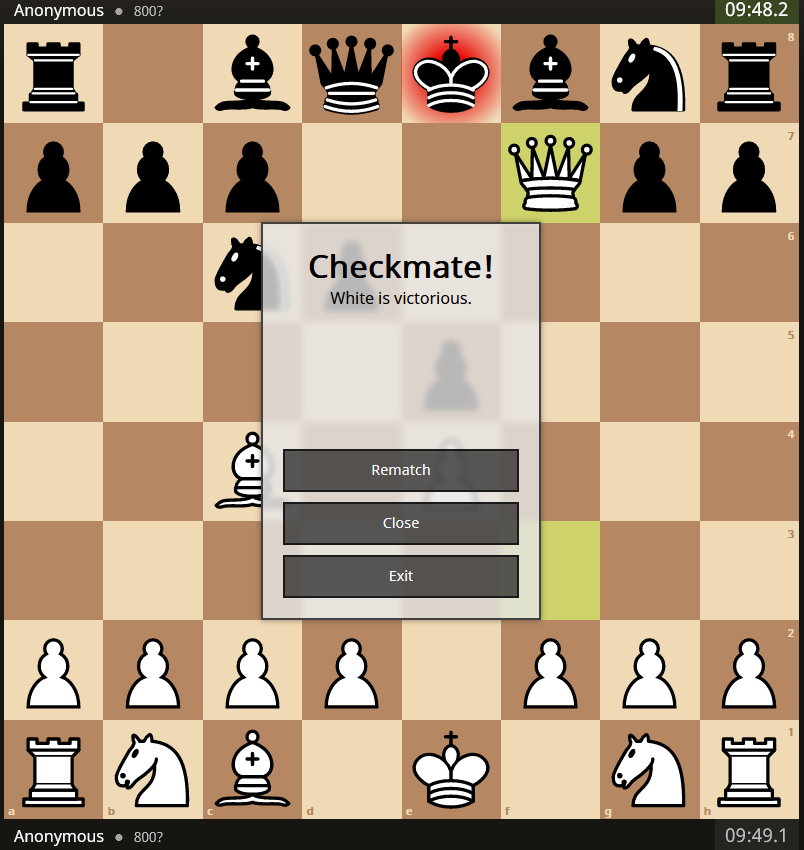 Anonymous ● 800? 09:48.2
8
7
6
Checkmate!
White is victorious.
5
4
Rematch
Close
3
Exit
2
1
a b c d e f g h
Anonymous ● 800? 09:49.1